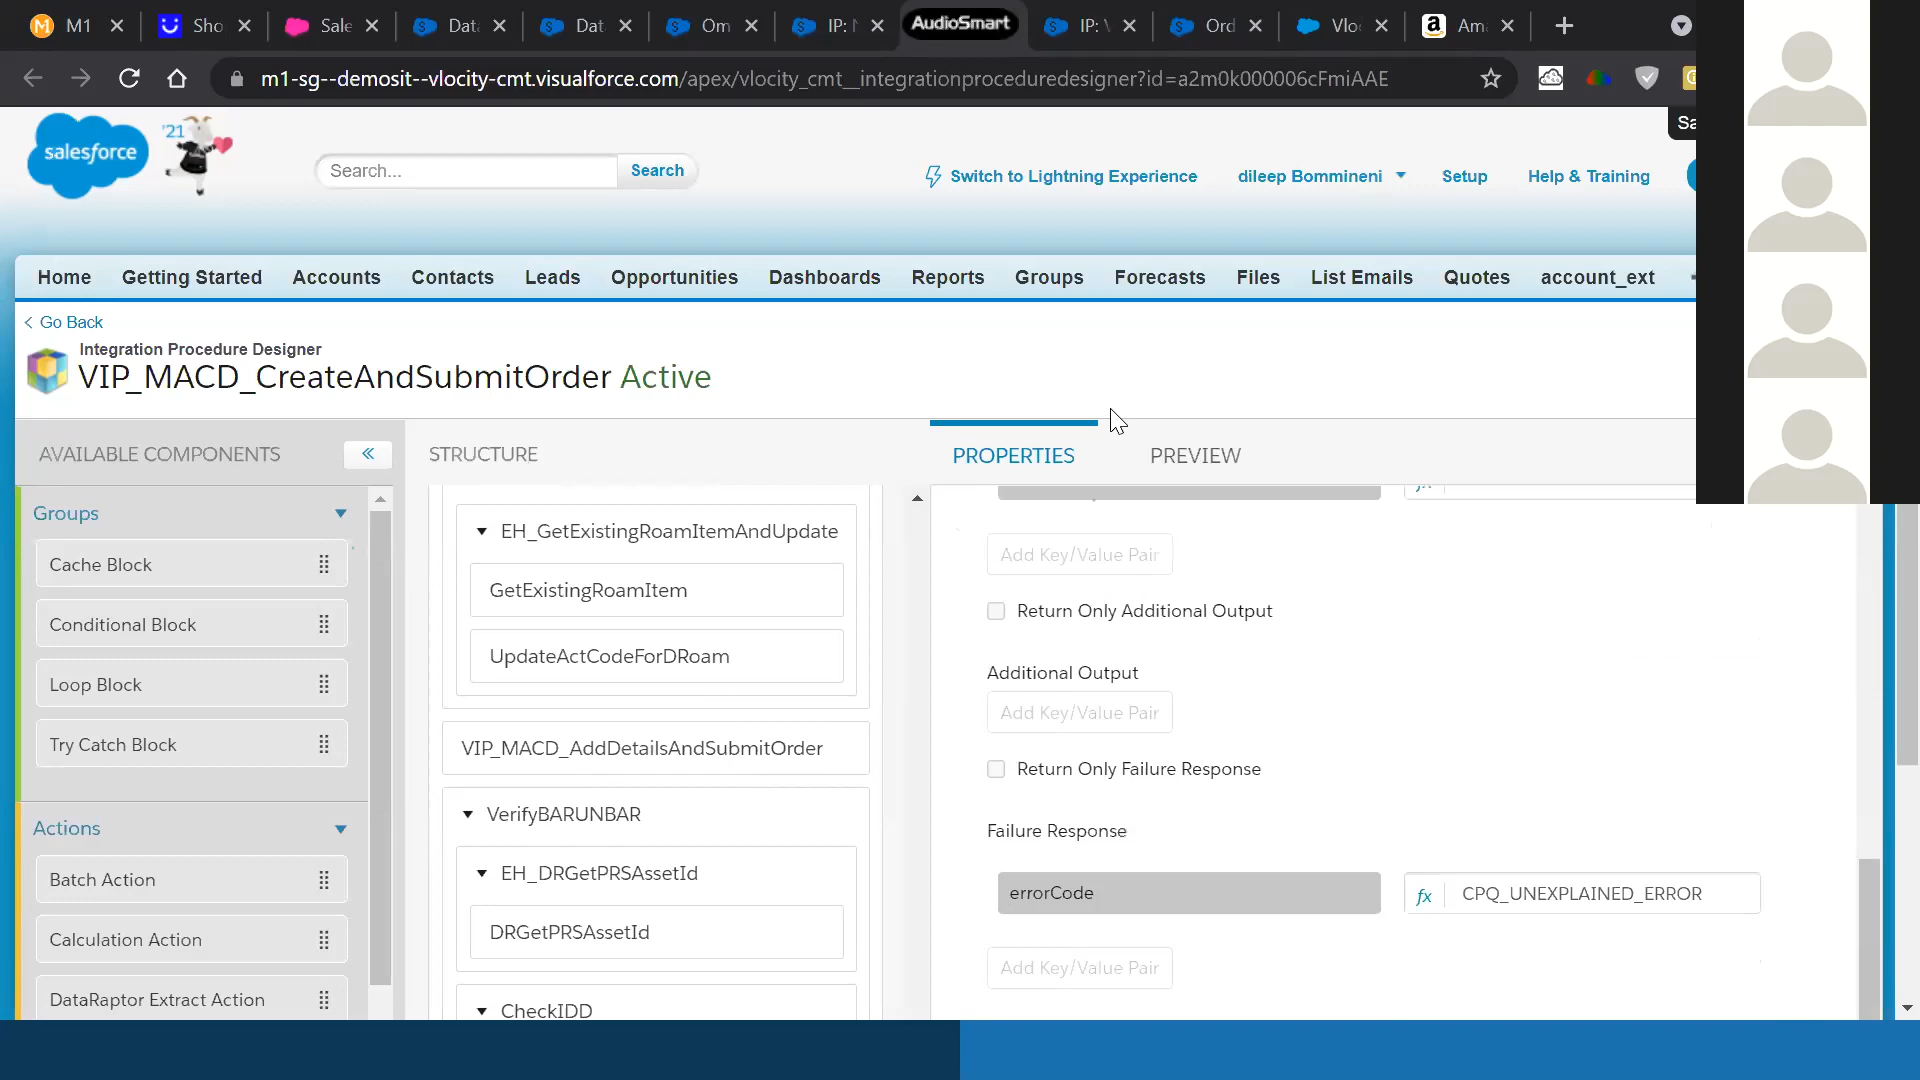 M1
Sho
Sale
Data
Dat
Om
IP: N
AudioSmart
IP: V
Ord
Vloc
Ama
m1-sg--demosit--vlocity-cmt.visualforce.com/apex/vlocity_cmt__integrationproceduredesigner?id=a2m0k000006cFmiAAE
salesforce
'21
Search...
Search
Switch to Lightning Experience
dileep Bommineni
Setup
Help & Training
Sa
Home
Getting Started
Accounts
Contacts
Leads
Opportunities
Dashboards
Reports
Groups
Forecasts
Files
List Emails
Quotes
account_ext
Go Back
Integration Procedure Designer
VIP_MACD_CreateAndSubmitOrder Active
AVAILABLE COMPONENTS
«
Groups
Cache Block
Conditional Block
Loop Block
Try Catch Block
Actions
Batch Action
Calculation Action
DataRaptor Extract Action
STRUCTURE
EH_GetExistingRoamItemAndUpdate
GetExistingRoamItem
UpdateActCodeForDRoam
VIP_MACD_AddDetailsAndSubmitOrder
VerifyBARUNBAR
EH_DRGetPRSAssetId
DRGetPRSAssetId
CheckIDD
PROPERTIES
PREVIEW
Add Key/Value Pair
Return Only Additional Output
Additional Output
Add Key/Value Pair
Return Only Failure Response
Failure Response
errorCode
fx CPQ_UNEXPLAINED_ERROR
Add Key/Value Pair